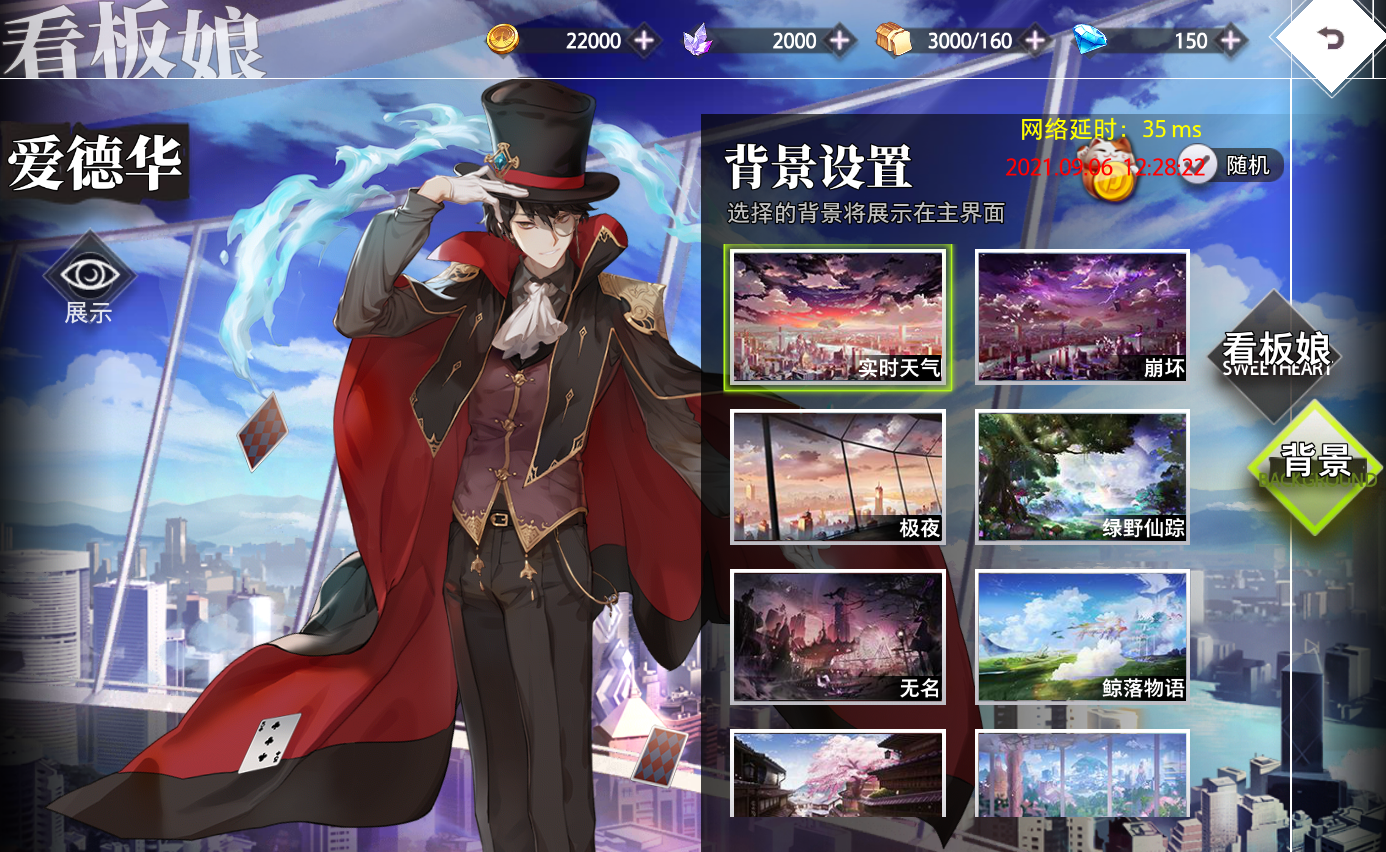 看板娘
22000
2000
3000/160
150
爱德华
展示
网络延时：35 ms
2021.09.06 12:28:22
随机
背景设置
选择的背景将展示在主界面
实时天气
崩坏
看板娘
SWEETHEART
极夜
绿野仙踪
背景
BACKGROUND
无名
鲸落物语